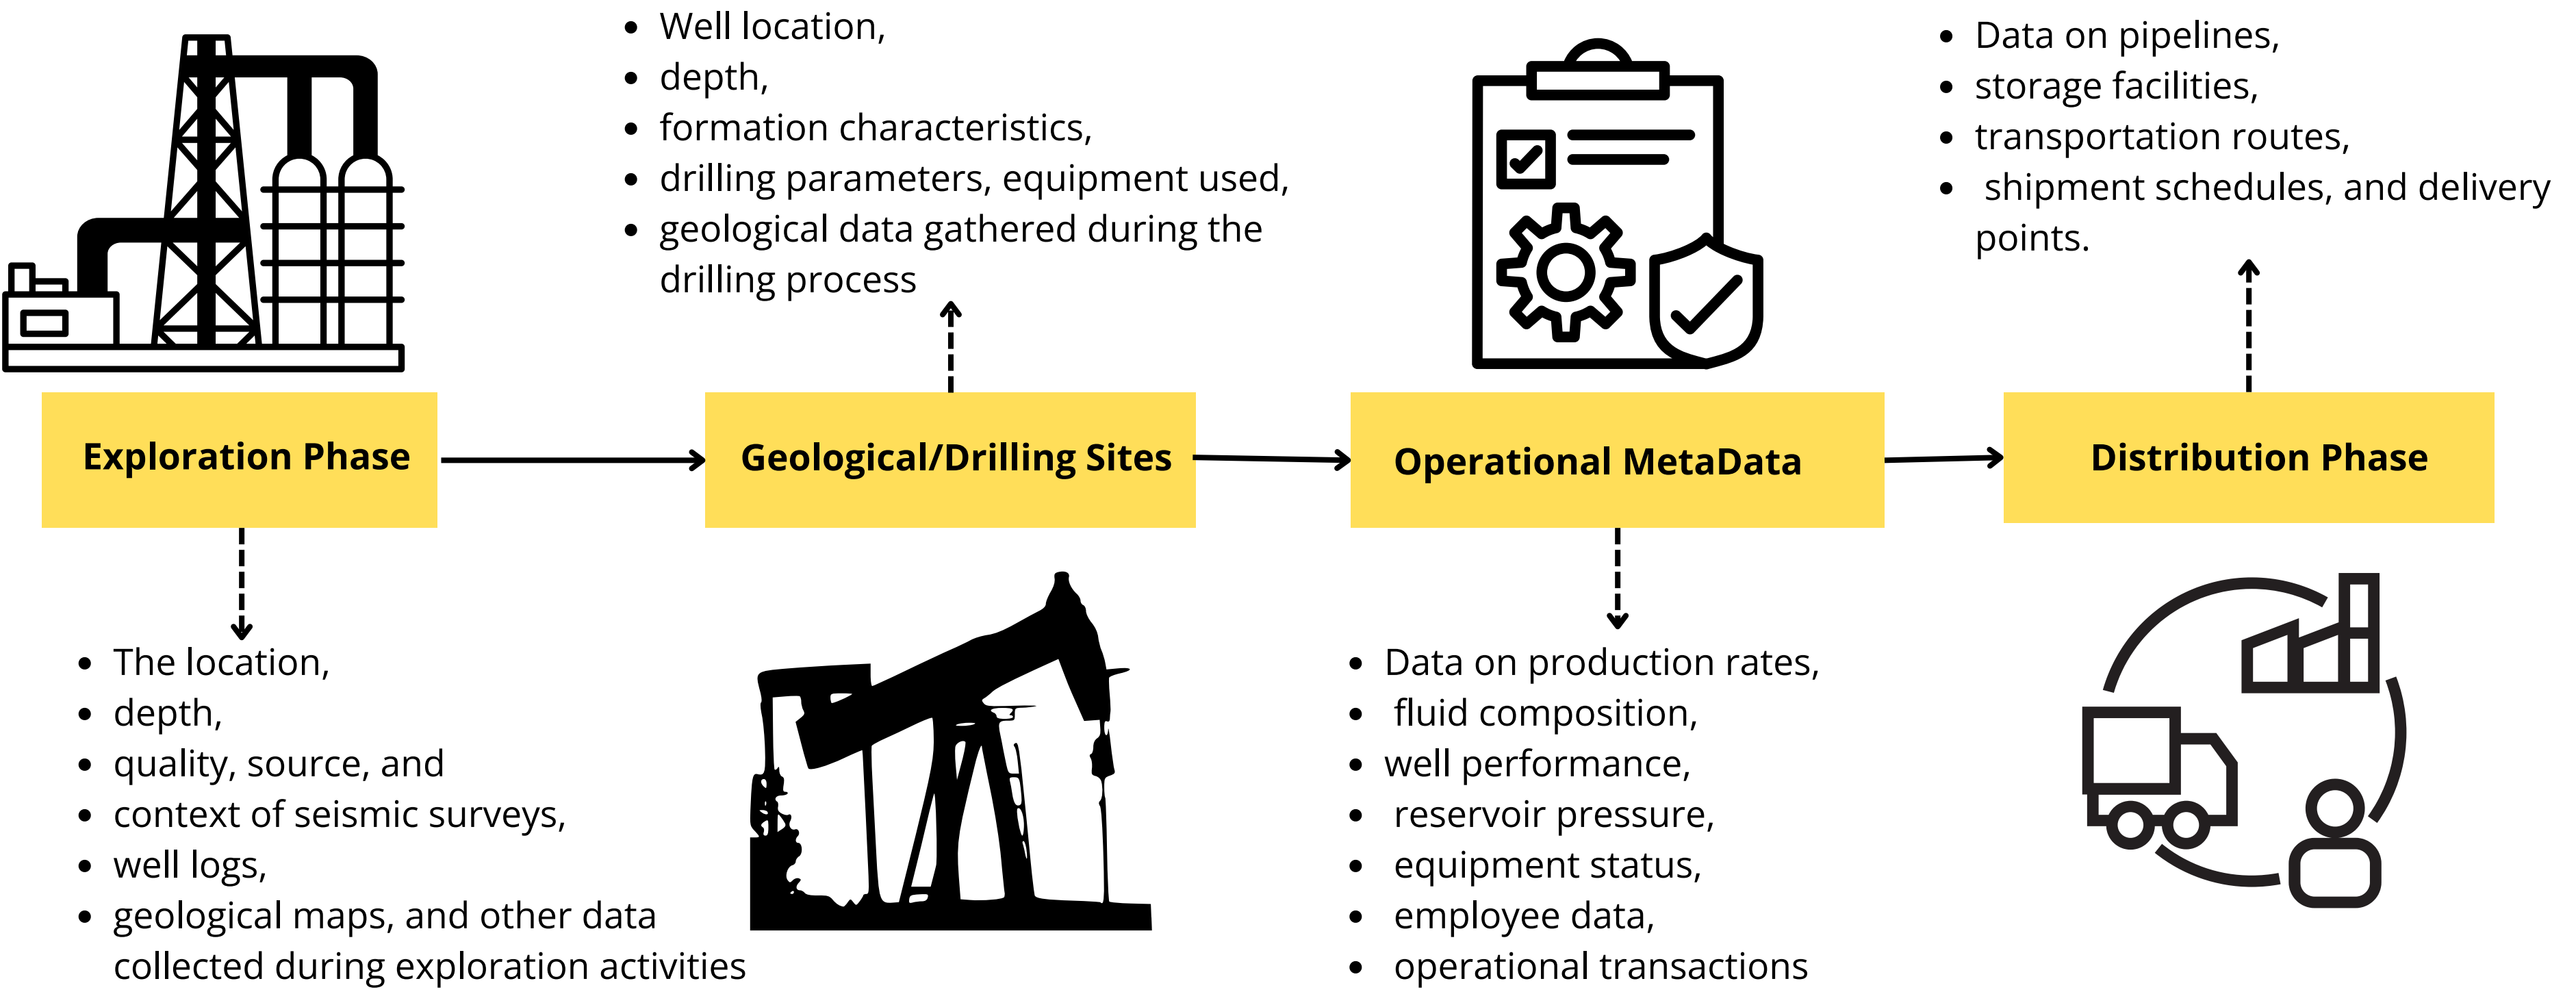 • Well location,
• depth,
• formation characteristics,
• drilling parameters, equipment used,
• geological data gathered during the
drilling process
• Data on pipelines,
• storage facilities,
• transportation routes,
• shipment schedules, and delivery
points.
Exploration Phase
Geological/Drilling Sites
Operational MetaData
Distribution Phase
• The location,
• depth,
• quality, source, and
• context of seismic surveys,
• well logs,
• geological maps, and other data
collected during exploration activities
• Data on production rates,
• fluid composition,
• well performance,
• reservoir pressure,
• equipment status,
• employee data,
• operational transactions